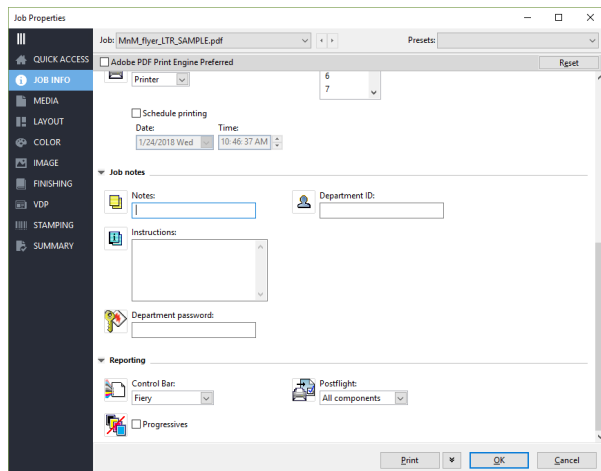 Job Properties
Job: MnM_flyer_LTR_SAMPLE.pdf Presets:
QUICK ACCESS
JOB INFO
MEDIA
LAYOUT
COLOR
IMAGE
FINISHING
VDP
STAMPING
SUMMARY
Adobe PDF Print Engine Preferred Reset
Printer
6
7
Schedule printing
Date: Time:
1/24/2018 Wed 10:46:37 AM
Job notes
Notes: Department ID:
Instructions:
Department password:
Reporting
Control Bar: Postflight:
Fiery All components
Progressives
Print OK Cancel